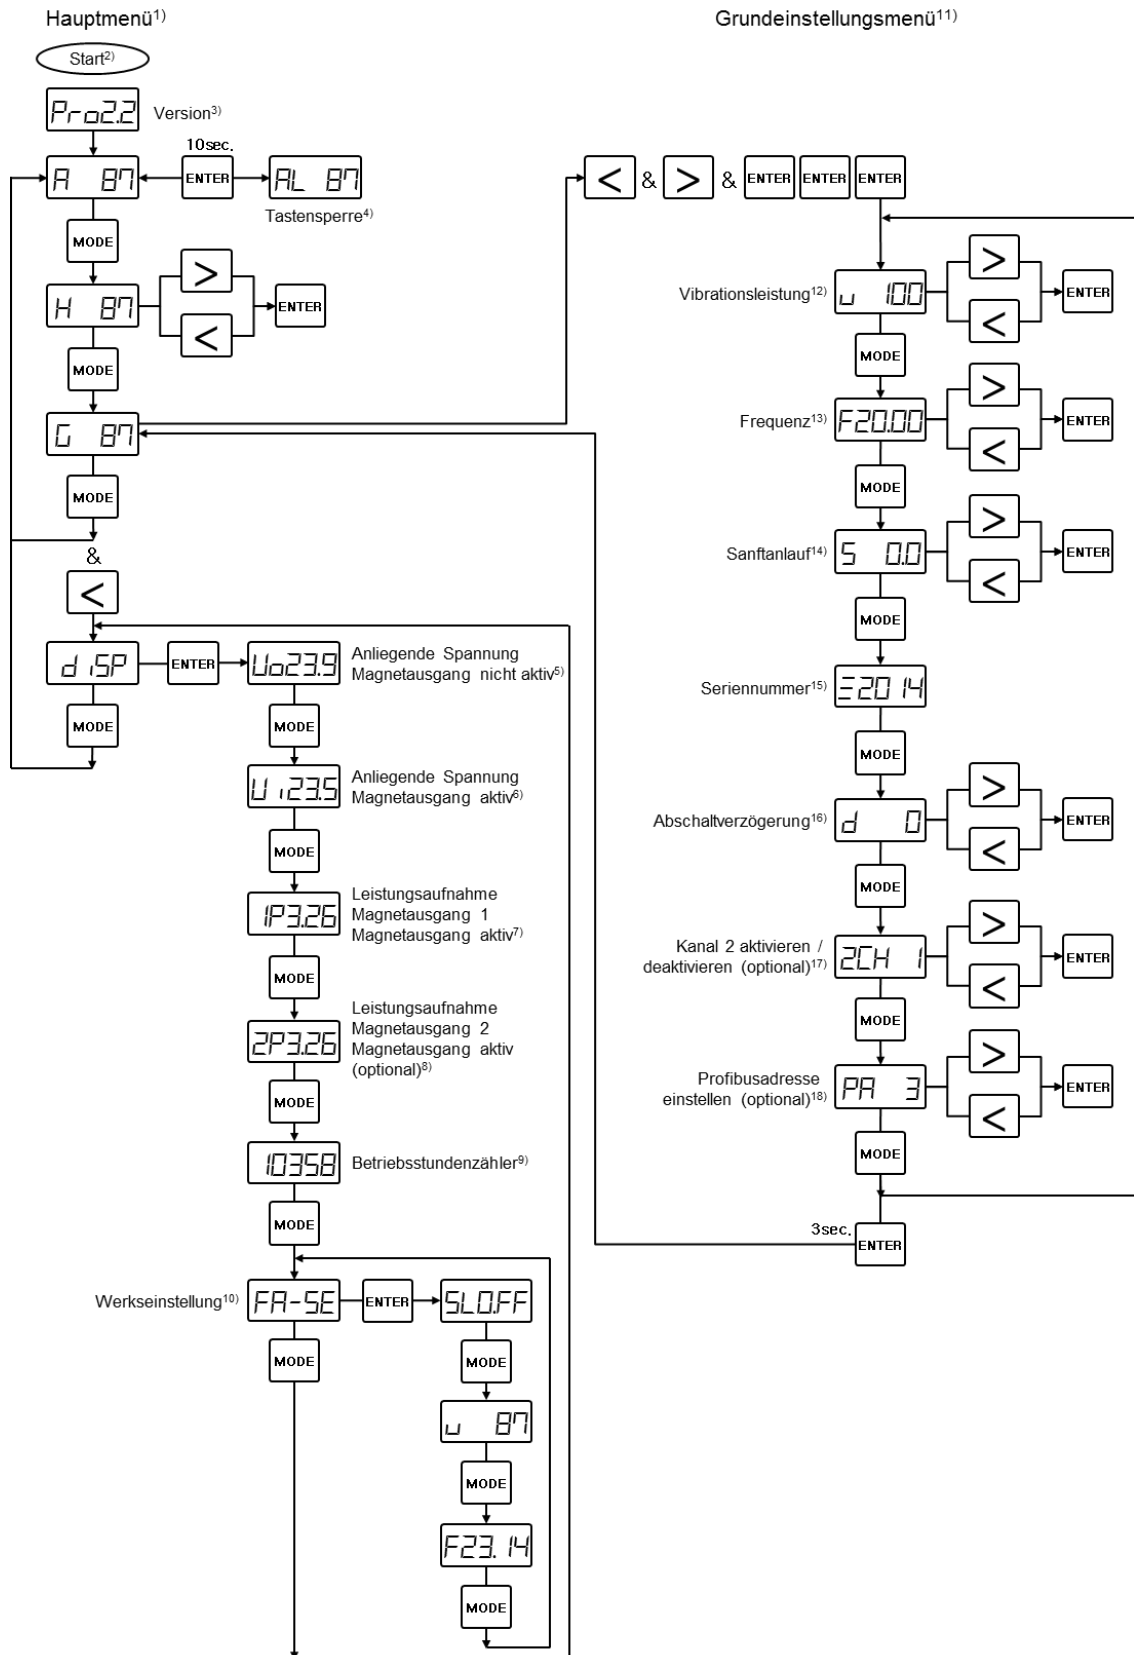 Hauptmenü1)
Start2)
Pro2.2
Version3)
A 87
10sec.
ENTER
AL 87
Tastensperre4)
MODE
H 87
>
<
ENTER
MODE
G 87
MODE
&
<
diSP
ENTER
Uo23.9
Anliegende Spannung
Magnetausgang nicht aktiv5)
MODE
MODE
Ui23.5
Anliegende Spannung
Magnetausgang aktiv6)
MODE
1P3.26
Leistungsaufnahme
Magnetausgang 1
Magnetausgang aktiv7)
MODE
2P3.26
Leistungsaufnahme
Magnetausgang 2
Magnetausgang aktiv
(optional)8)
MODE
10358
Betriebsstundenzähler9)
MODE
Werkseinstellung10)
FA-SE
ENTER
SLO.FF
MODE
MODE
u 87
MODE
F23.14
MODE
Grundeinstellungsmenü11)
< & > & ENTER ENTER ENTER
Vibrationsleistung12)
u 100
>
<
ENTER
MODE
Frequenz13)
F20.00
>
<
ENTER
MODE
Sanftanlauf14)
S 0.0
>
<
ENTER
MODE
Seriennummer15)
Ξ2014
MODE
Abschaltverzögerung16)
d 0
>
<
ENTER
MODE
Kanal 2 aktivieren /
deaktivieren (optional)17)
2CH 1
>
<
ENTER
MODE
Profibusadresse
einstellen (optional)18)
PA 3
>
<
ENTER
MODE
3sec.
ENTER